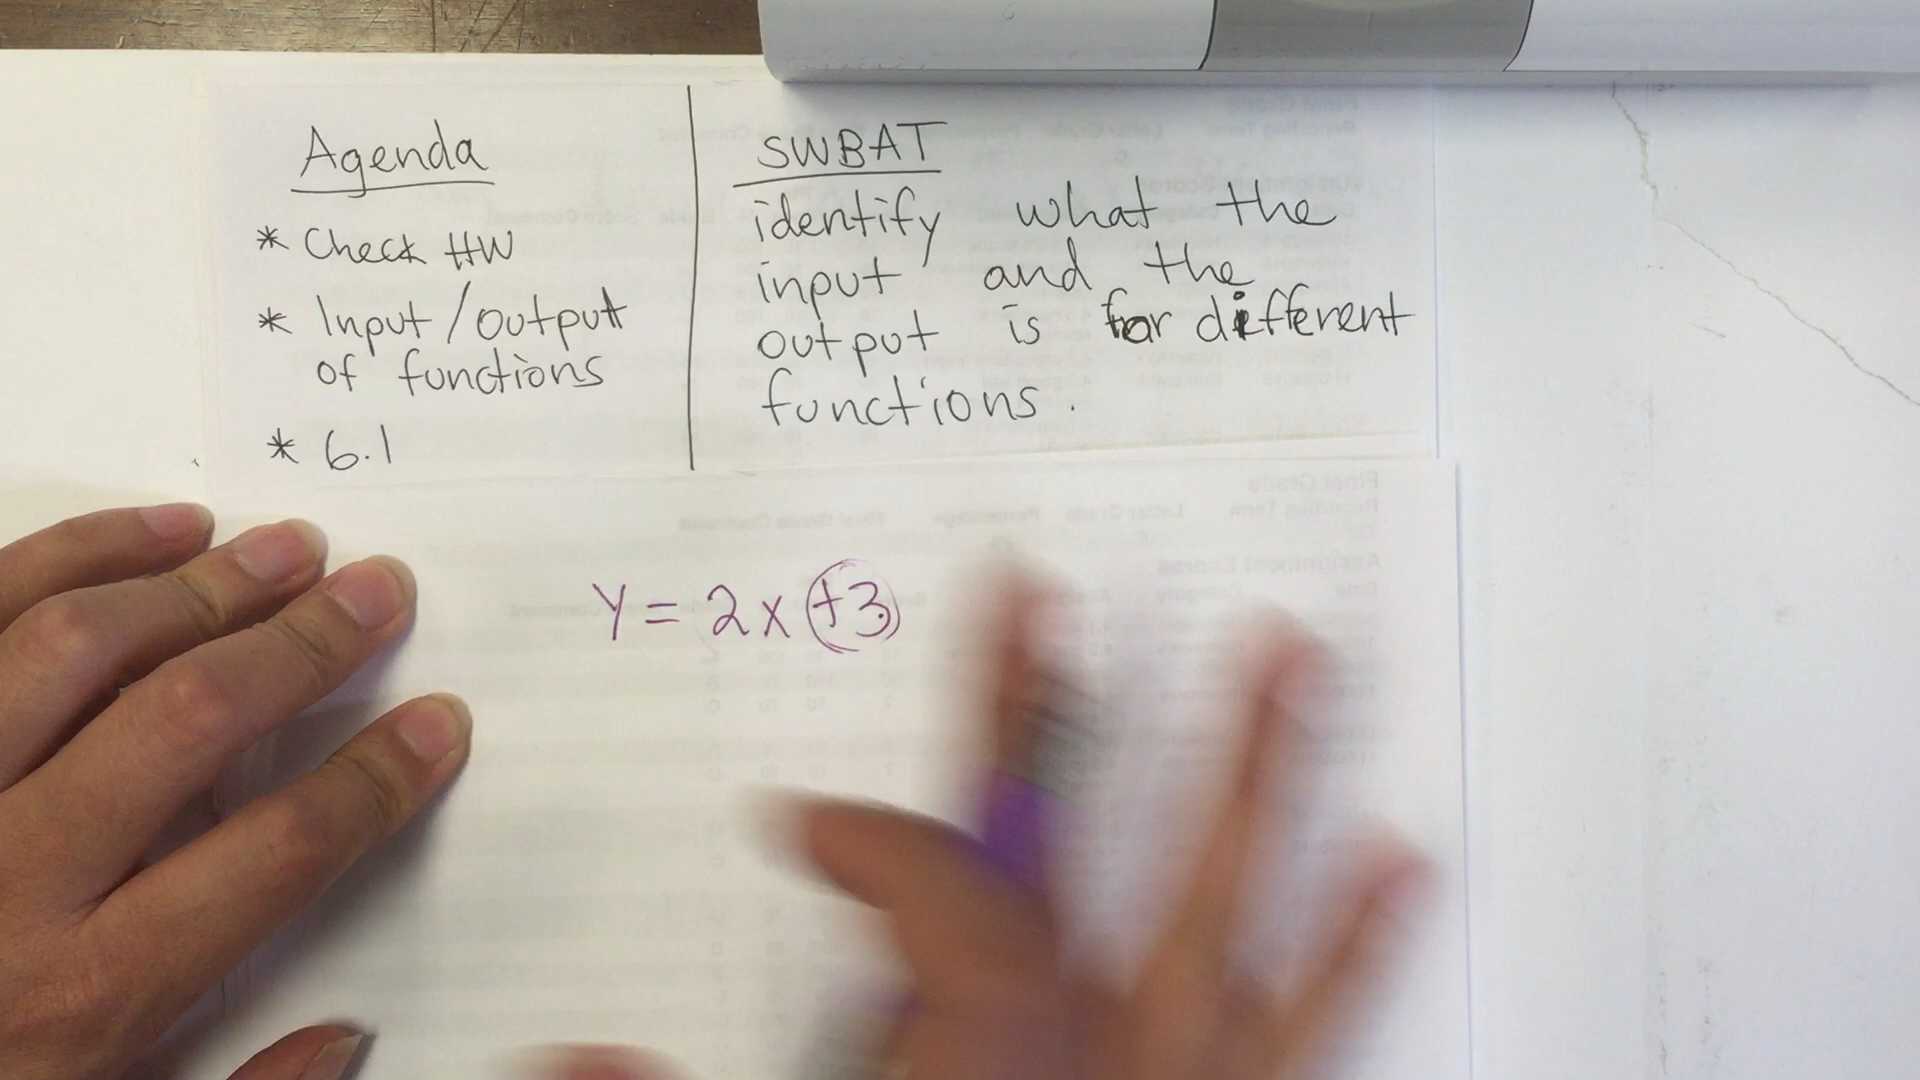 Agenda
* Check HW
* Input/output
of functions
* 6.1
SWBAT
identify what the
input and the
output is for different
functions.
Y = 2x +3